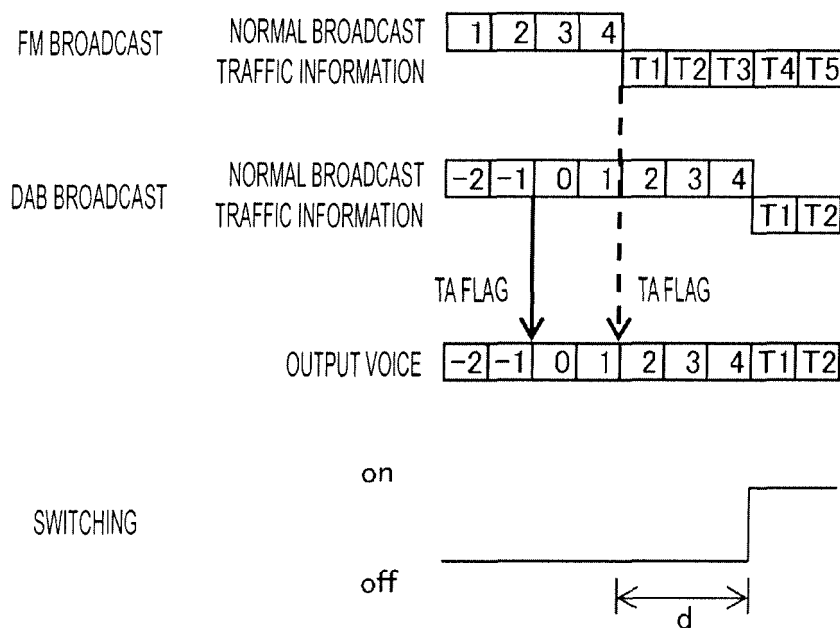 FM BROADCAST
NORMAL BROADCAST 1 2 3 4
TRAFFIC INFORMATION T1 T2 T3 T4 T5
DAB BROADCAST
NORMAL BROADCAST -2 -1 0 1 2 3 4
TRAFFIC INFORMATION T1 T2
TA FLAG TA FLAG
OUTPUT VOICE -2 -1 0 1 2 3 4 T1 T2
on
SWITCHING
off
d